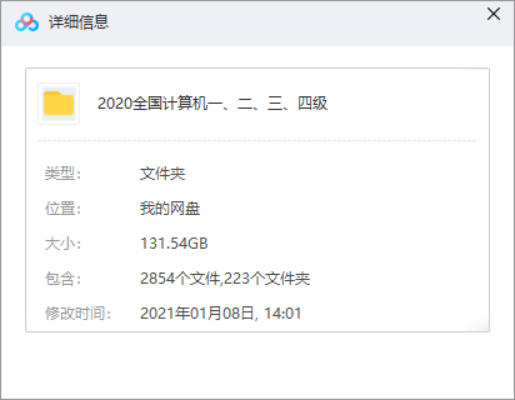 详细信息
2020全国计算机一、二、三、四级
类型： 文件夹
位置： 我的网盘
大小： 131.54GB
包含： 2854个文件,223个文件夹
修改时间： 2021年01月08日, 14:01